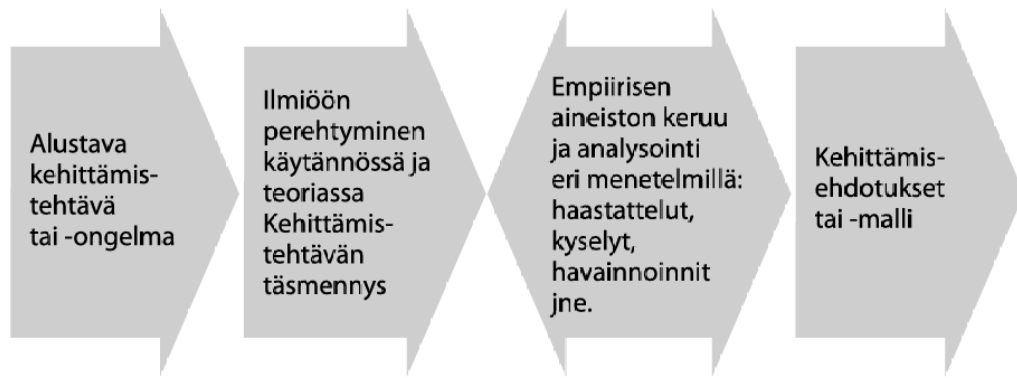 Alustava
kehittämis-
tehtävä
tai -ongelma
Ilmiöön
perehtyminen
käytännössä ja
teoriassa
Kehittämis-
tehtävän
täsmennys
Empiirisen
aineiston keruu
ja analysointi
eri menetelmillä:
haastattelut,
kyselyt,
havainnoinnit
jne.
Kehittämis-
ehdotukset
tai -malli